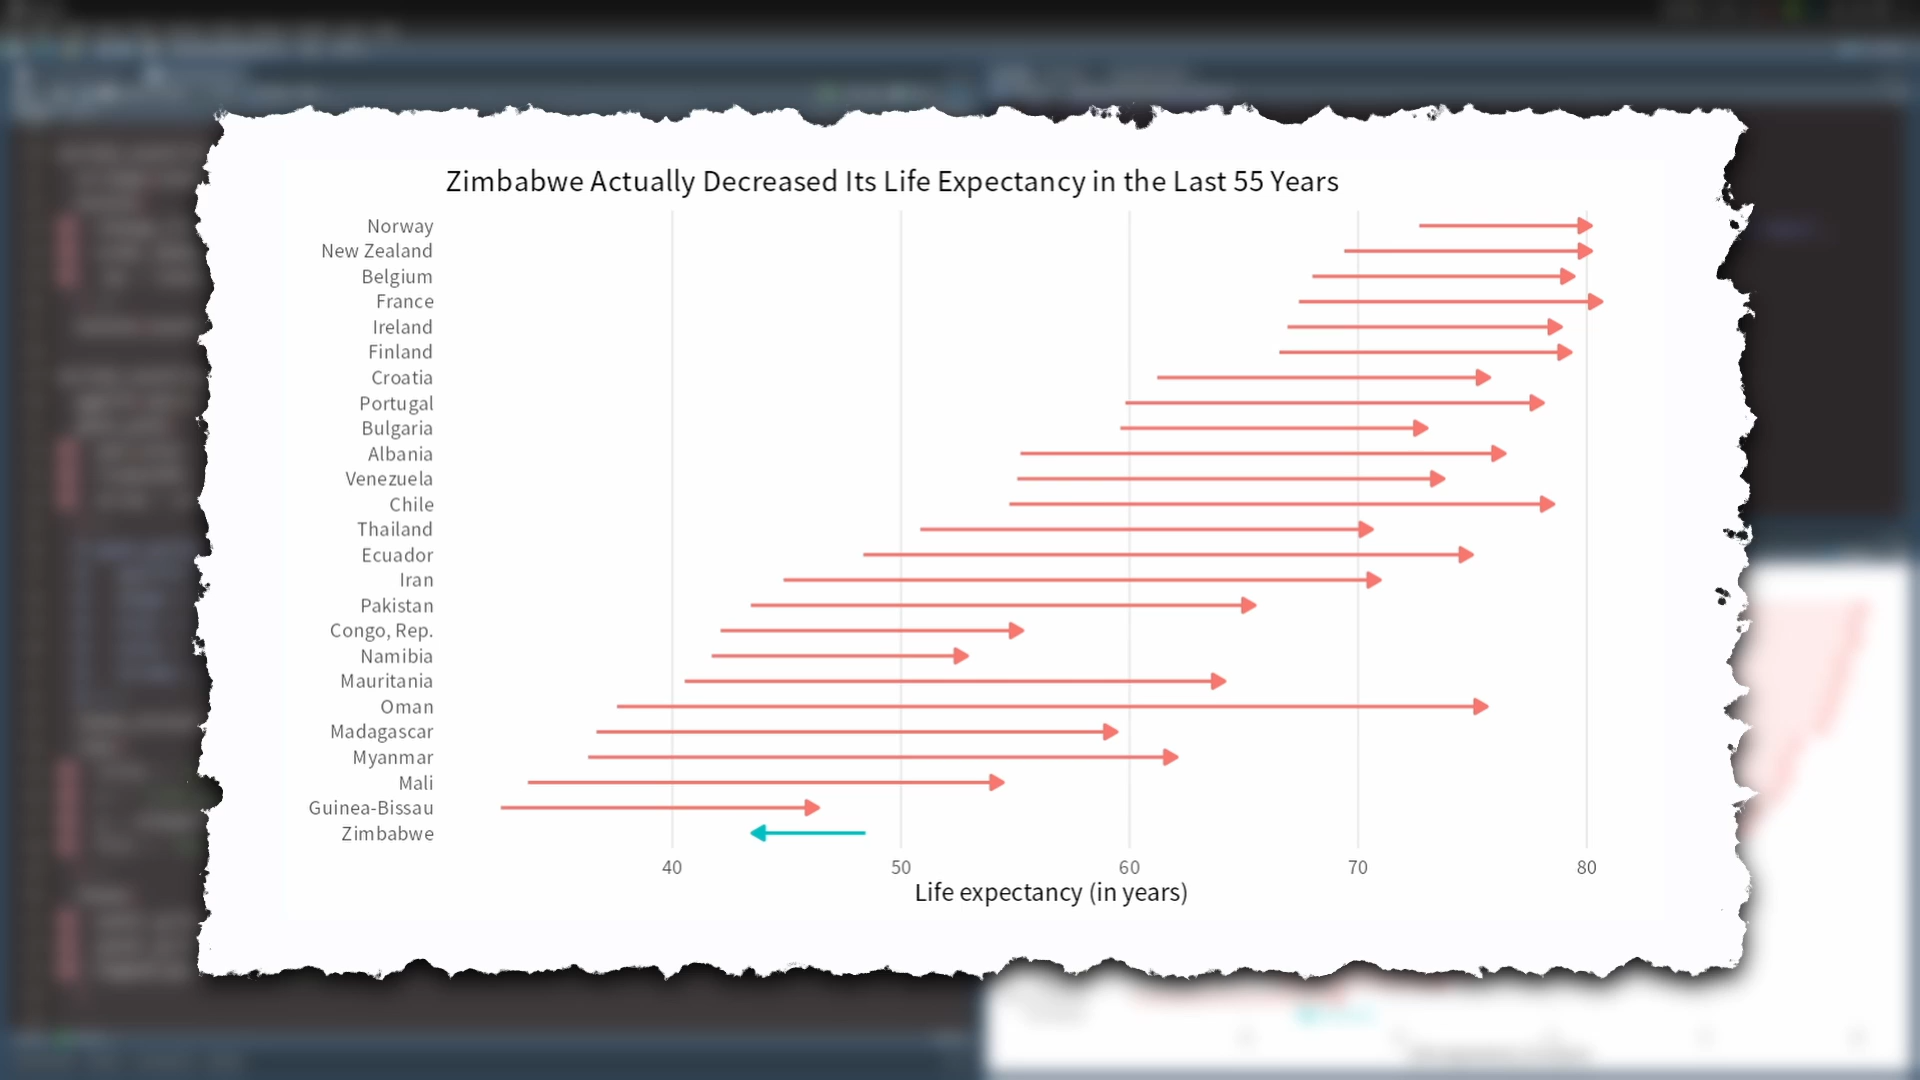 Zimbabwe Actually Decreased Its Life Expectancy in the Last 55 Years
Norway
New Zealand
Belgium
France
Ireland
Finland
Croatia
Portugal
Bulgaria
Albania
Venezuela
Chile
Thailand
Ecuador
Iran
Pakistan
Congo, Rep.
Namibia
Mauritania
Oman
Madagascar
Myanmar
Mali
Guinea-Bissau
Zimbabwe
40 50 60 70 80
Life expectancy (in years)